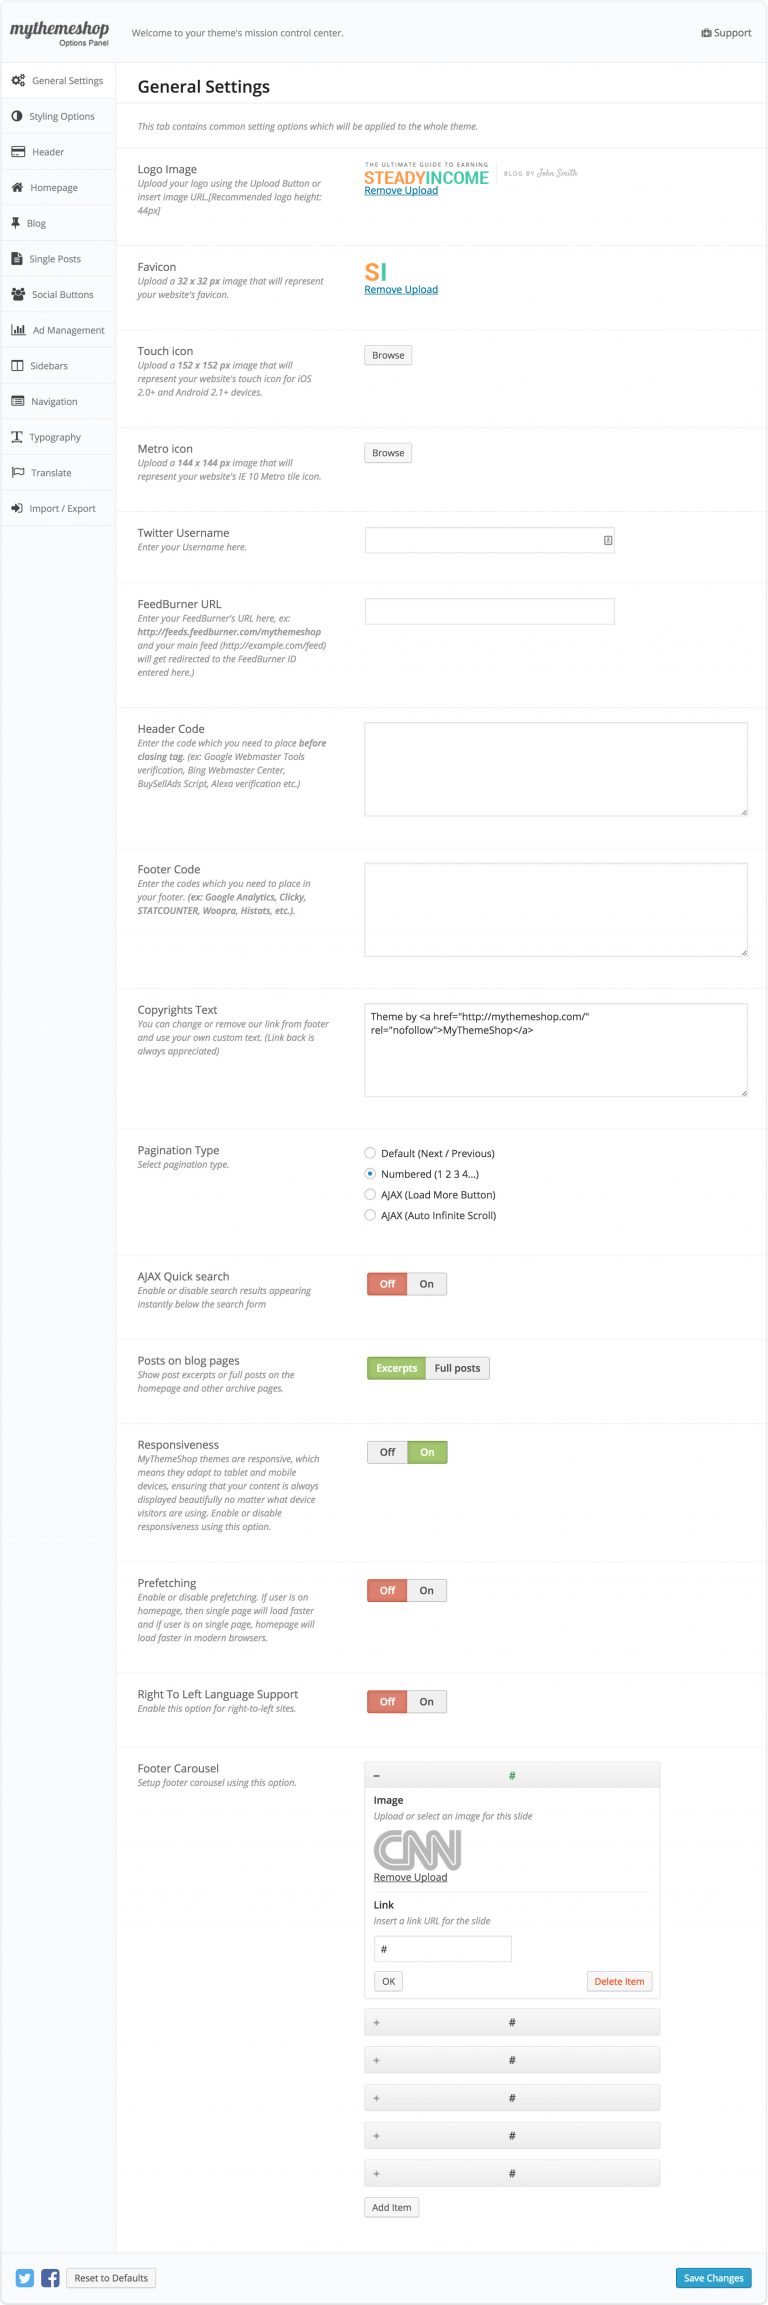 mythemeshop
Options Panel
Welcome to your theme's mission control center.
Support
General Settings
Styling Options
Header
Homepage
Blog
Single Posts
Social Buttons
Ad Management
Sidebars
Navigation
Typography
Translate
Import / Export
General Settings
This tab contains common setting options which will be applied to the whole theme.
Logo Image
Upload your logo using the Upload Button or
insert image URL.[Recommended logo height:
44px]
THE ULTIMATE GUIDE TO EARNING
STEADYINCOME
BLOG BY John Smith
Remove Upload
Favicon
Upload a 32 x 32 px image that will represent
your website's favicon.
SI
Remove Upload
Touch icon
Upload a 152 x 152 px image that will
represent your website's touch icon for iOS
2.0+ and Android 2.1+ devices.
Browse
Metro icon
Upload a 144 x 144 px image that will
represent your website's IE 10 Metro tile icon.
Browse
Twitter Username
Enter your Username here.
FeedBurner URL
Enter your FeedBurner's URL here, ex:
http://feeds.feedburner.com/mythemeshop
and your main feed (http://example.com/feed)
will get redirected to the FeedBurner ID
entered here.)
Header Code
Enter the code which you need to place before
closing tag. (ex: Google Webmaster Tools
verification, Bing Webmaster Center,
BuySellAds Script, Alexa verification etc.)
Footer Code
Enter the codes which you need to place in
your footer. (ex: Google Analytics, Clicky,
STATCOUNTER, Woopra, Histats, etc.).
Copyrights Text
You can change or remove our link from footer
and use your own custom text. (Link back is
always appreciated)
Theme by <a href="http://mythemeshop.com/"
rel="nofollow">MyThemeShop</a>
Pagination Type
Select pagination type.
Default (Next / Previous)
Numbered (1 2 3 4...)
AJAX (Load More Button)
AJAX (Auto Infinite Scroll)
AJAX Quick search
Enable or disable search results appearing
instantly below the search form
Off On
Posts on blog pages
Show post excerpts or full posts on the
homepage and other archive pages.
Excerpts Full posts
Responsiveness
MyThemeShop themes are responsive, which
means they adapt to tablet and mobile
devices, ensuring that your content is always
displayed beautifully no matter what device
visitors are using. Enable or disable
responsiveness using this option.
Off On
Prefetching
Enable or disable prefetching. If user is on
homepage, then single page will load faster
and if user is on single page, homepage will
load faster in modern browsers.
Off On
Right To Left Language Support
Enable this option for right-to-left sites.
Off On
Footer Carousel
Setup footer carousel using this option.
− #
Image
Upload or select an image for this slide
CNN
Remove Upload
Link
Insert a link URL for the slide
#
OK Delete Item
+ #
+ #
+ #
+ #
+ #
Add Item
Reset to Defaults
Save Changes